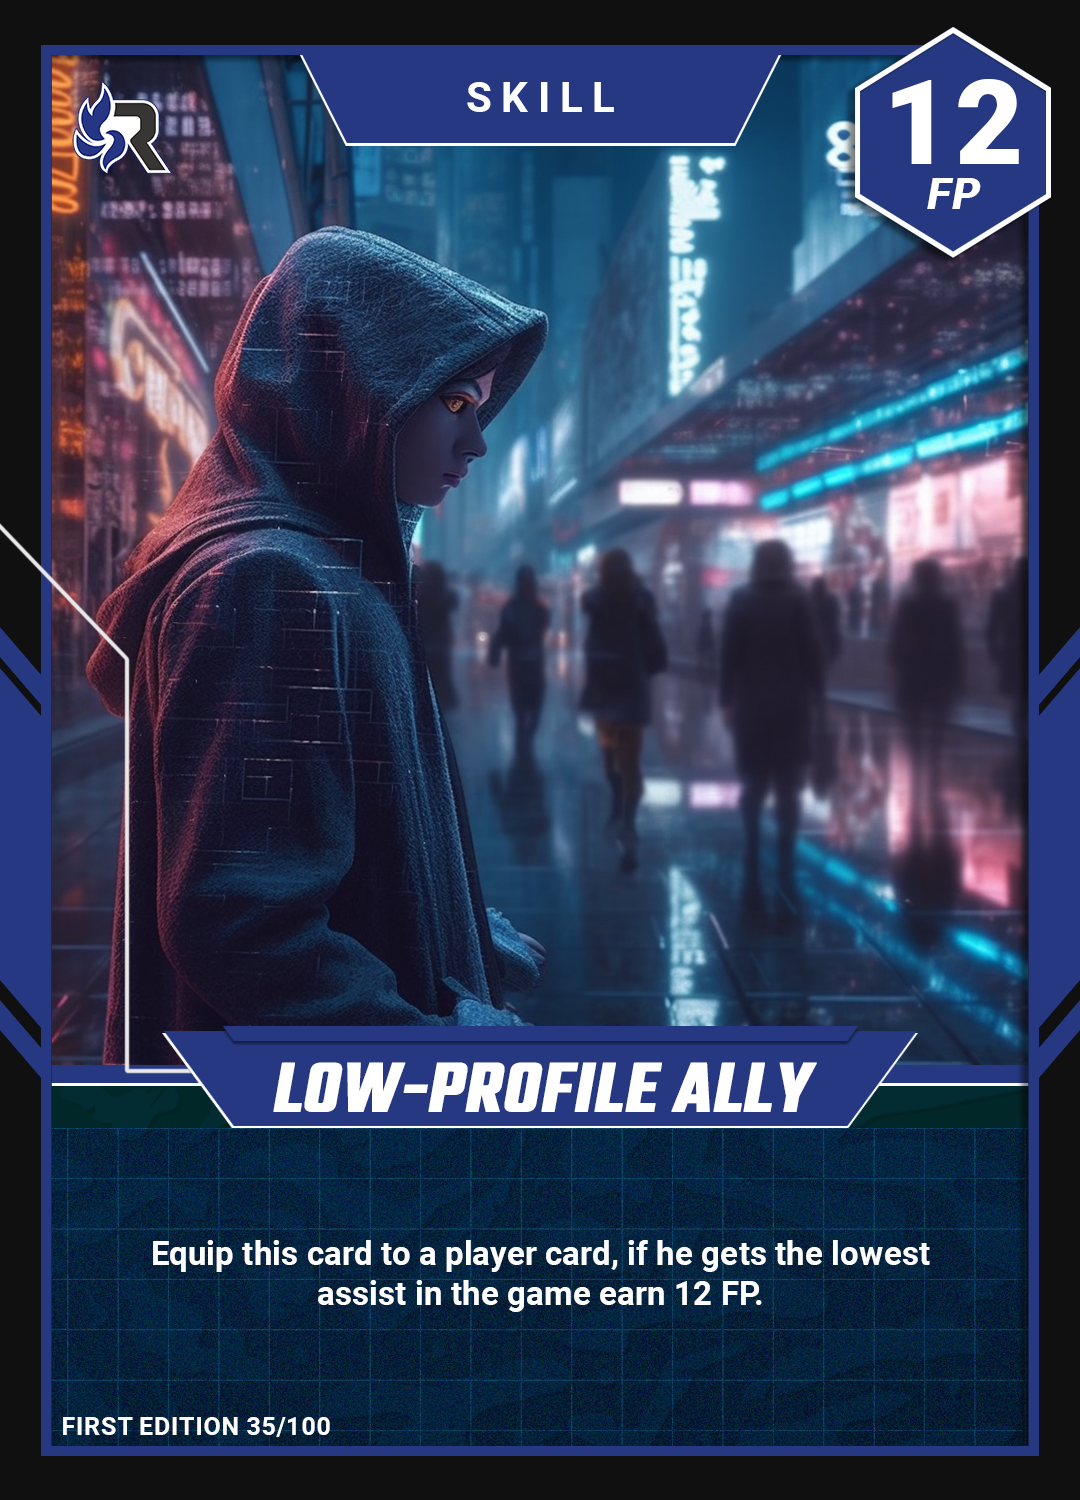 SKILL
12
FP
LOW-PROFILE ALLY
Equip this card to a player card, if he gets the lowest
assist in the game earn 12 FP.
FIRST EDITION 35/100